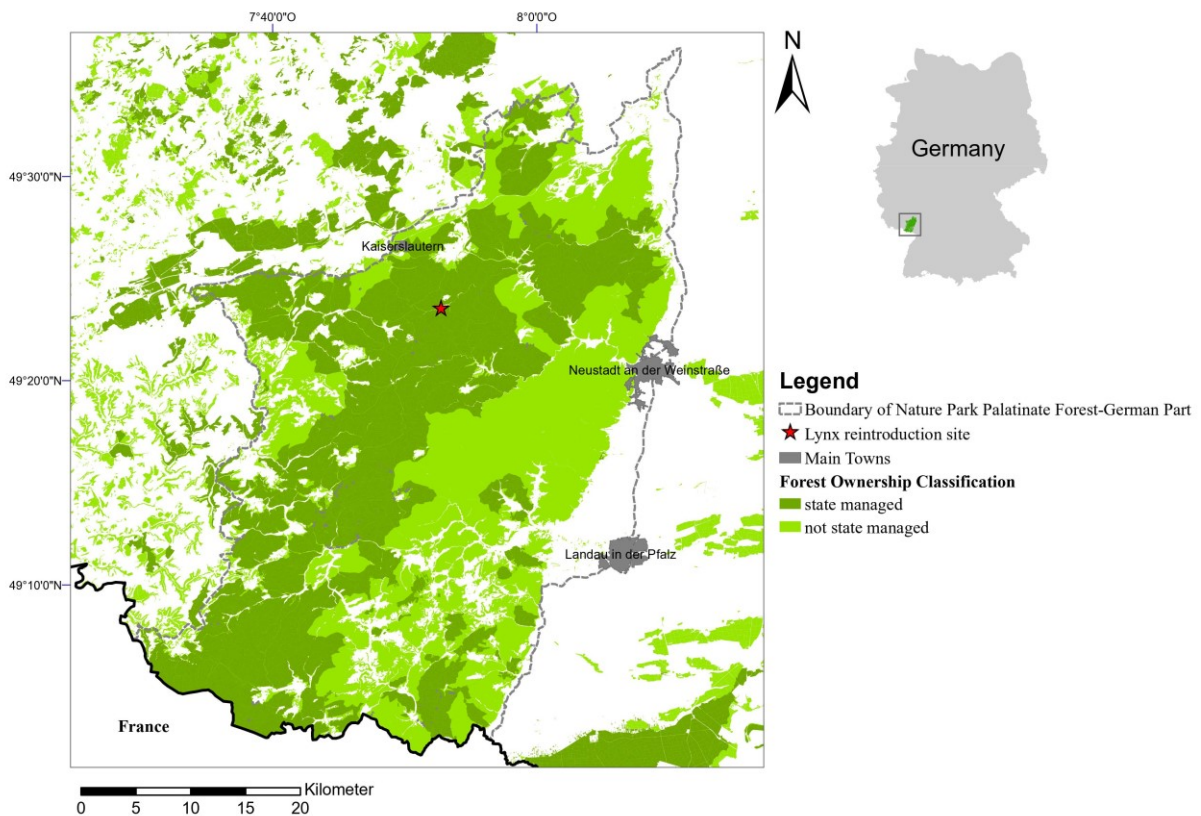 7°40'0"O
8°0'0"O
N
Germany
49°30'0"N
Kaiserslautern
49°20'0"N
Neustadt an der Weinstraße
Legend
Boundary of Nature Park Palatinate Forest-German Part
Lynx reintroduction site
Main Towns
Forest Ownership Classification
state managed
not state managed
Landau in der Pfalz
49°10'0"N
France
Kilometer
0 5 10 15 20